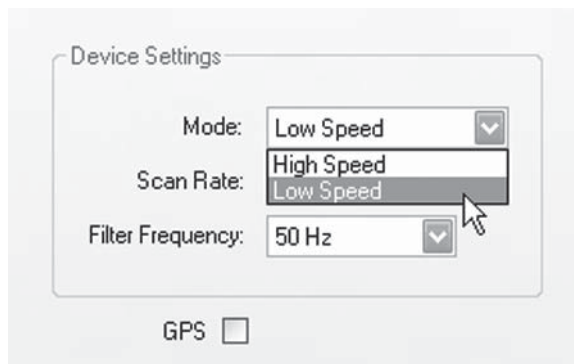 Device Settings
Mode: Low Speed
High Speed
Scan Rate:
Low Speed
Filter Frequency: 50 Hz
GPS